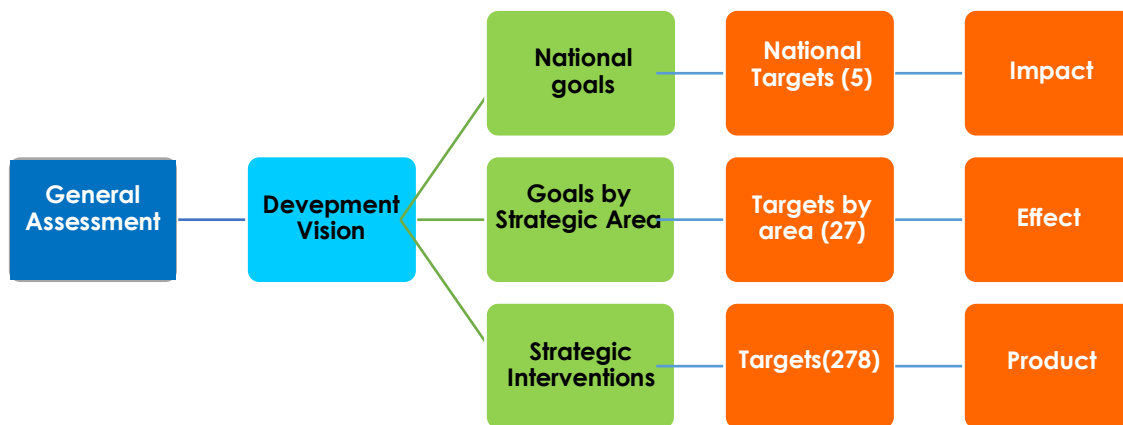 National
goals
National
Targets (5)
Impact
General
Assessment
Devepment
Vision
Goals by
Strategic Area
Targets by
area (27)
Effect
Strategic
Interventions
Targets(278)
Product